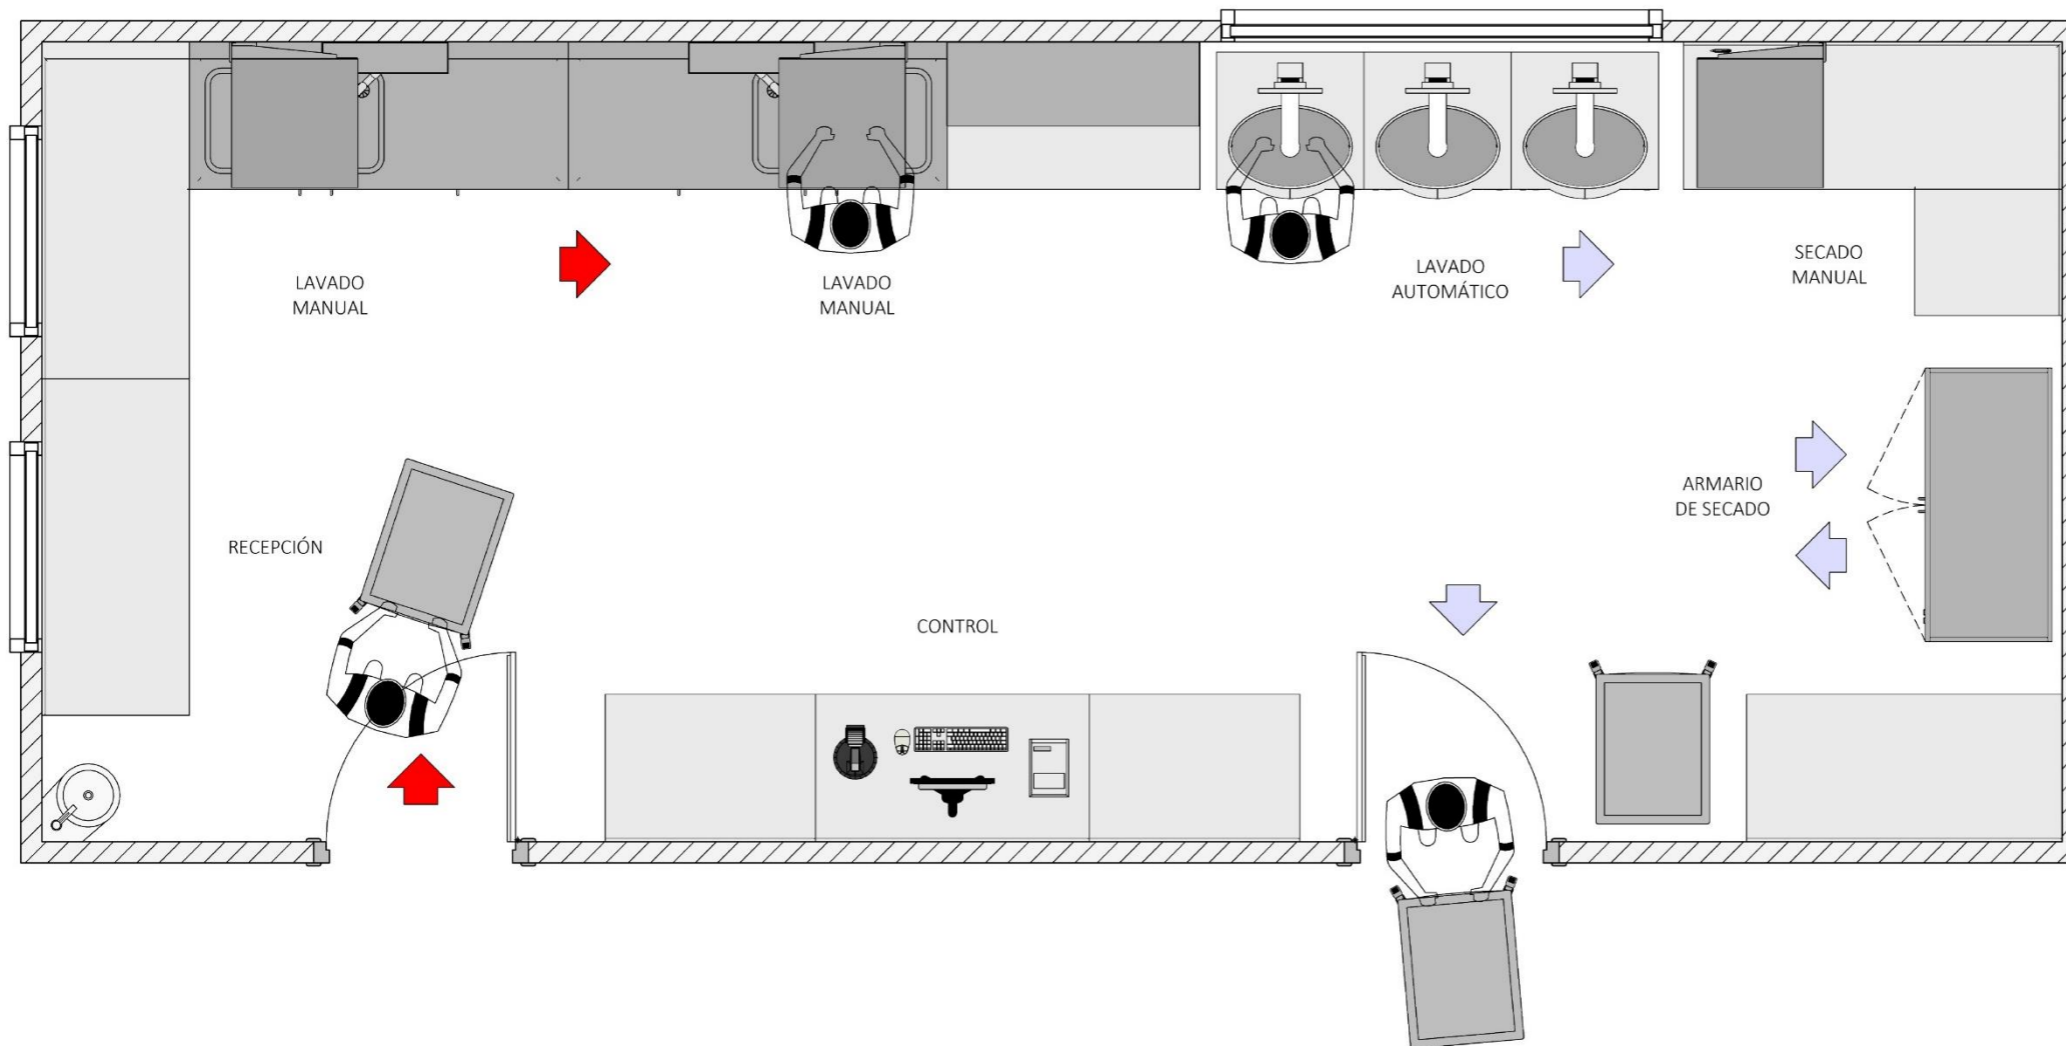 LAVADO
MANUAL
LAVADO
MANUAL
LAVADO
AUTOMÁTICO
SECADO
MANUAL
ARMARIO
DE SECADO
RECEPCIÓN
CONTROL